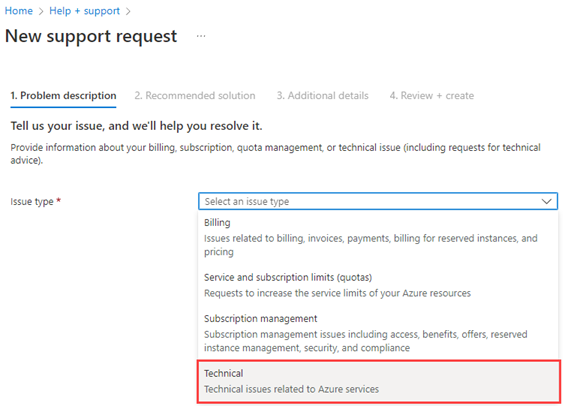 Home > Help + support >
New support request ...
1. Problem description 2. Recommended solution 3. Additional details 4. Review + create
Tell us your issue, and we'll help you resolve it.
Provide information about your billing, subscription, quota management, or technical issue (including requests for technical
advice).
Issue type * Select an issue type
Billing
Issues related to billing, invoices, payments, billing for reserved instances, and
pricing
Service and subscription limits (quotas)
Requests to increase the service limits of your Azure resources
Subscription management
Subscription management issues including access, benefits, offers, reserved
instance management, security, and compliance
Technical
Technical issues related to Azure services